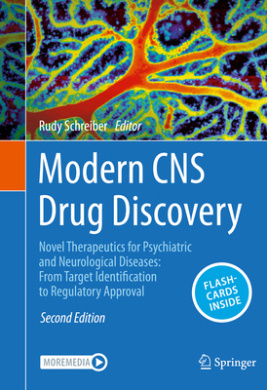 Rudy Schreiber Editor
Modern CNS
Drug Discovery
Novel Therapeutics for Psychiatric
and Neurological Diseases:
From Target Identification
to Regulatory Approval
FLASH-
CARDS
INSIDE
Second Edition
MOREMEDIA
Springer